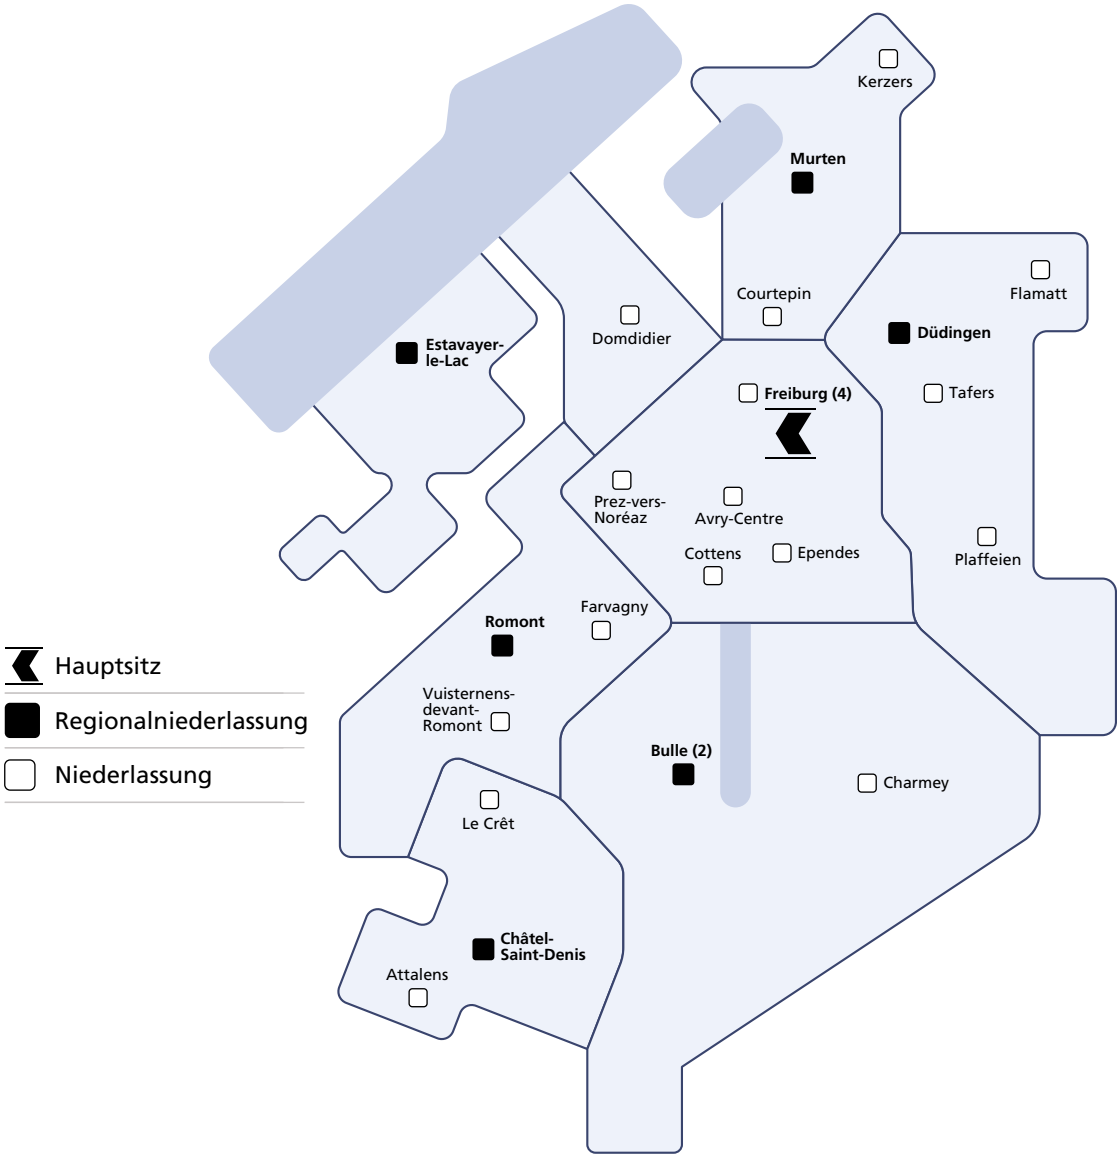 Kerzers
Murten
Flamatt
Courtepin
Düdingen
Domdidier
Estavayer-
le-Lac
Freiburg (4)
Tafers
Prez-vers-
Noréaz
Avry-Centre
Cottens
Ependes
Plaffeien
Farvagny
Romont
Hauptsitz
Vuisternens-
devant-
Romont
Regionalniederlassung
Bulle (2)
Niederlassung
Charmey
Le Crêt
Châtel-
Saint-Denis
Attalens